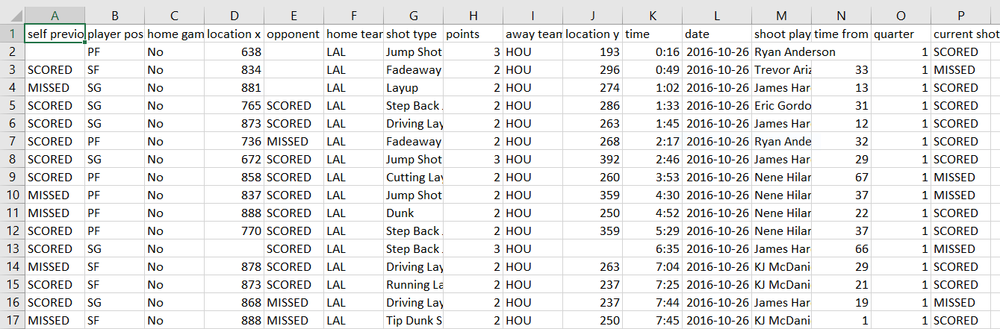 A B C D E F G H I J K L M N O P
1 self previo player pos home gam location x opponent home tean shot type points away team location y time date shoot play time from quarter current shot
2 PF No 638 LAL Jump Shot 3 HOU 193 0:16 2016-10-26 Ryan Anderson 1 SCORED
3 SCORED SF No 834 LAL Fadeaway 2 HOU 296 0:49 2016-10-26 Trevor Ariz 33 1 MISSED
4 MISSED SG No 881 LAL Layup 2 HOU 274 1:02 2016-10-26 James Har 13 1 SCORED
5 SCORED SG No 765 SCORED LAL Step Back 2 HOU 286 1:33 2016-10-26 Eric Gordo 31 1 SCORED
6 SCORED SG No 873 SCORED LAL Driving Lay 2 HOU 263 1:45 2016-10-26 James Har 12 1 SCORED
7 SCORED PF No 736 MISSED LAL Fadeaway 2 HOU 268 2:17 2016-10-26 Ryan Ande 32 1 SCORED
8 SCORED SG No 672 SCORED LAL Jump Shot 3 HOU 392 2:46 2016-10-26 James Har 29 1 SCORED
9 SCORED PF No 858 SCORED LAL Cutting Lay 2 HOU 260 3:53 2016-10-26 Nene Hilar 67 1 MISSED
10 MISSED PF No 837 SCORED LAL Jump Shot 2 HOU 359 4:30 2016-10-26 Nene Hilar 37 1 MISSED
11 MISSED PF No 888 SCORED LAL Dunk 2 HOU 250 4:52 2016-10-26 Nene Hilar 22 1 SCORED
12 SCORED PF No 770 SCORED LAL Step Back 2 HOU 359 5:29 2016-10-26 Nene Hilar 37 1 SCORED
13 SCORED SG No SCORED LAL Step Back 3 HOU 6:35 2016-10-26 James Har 66 1 MISSED
14 MISSED SF No 878 SCORED LAL Driving Lay 2 HOU 263 7:04 2016-10-26 KJ McDani 29 1 SCORED
15 SCORED SF No 873 SCORED LAL Running La 2 HOU 237 7:25 2016-10-26 KJ McDani 21 1 SCORED
16 SCORED SG No 868 MISSED LAL Driving Lay 2 HOU 237 7:44 2016-10-26 James Har 19 1 MISSED
17 MISSED SF No 888 MISSED LAL Tip Dunk S 2 HOU 250 7:45 2016-10-26 KJ McDani 1 1 SCORED